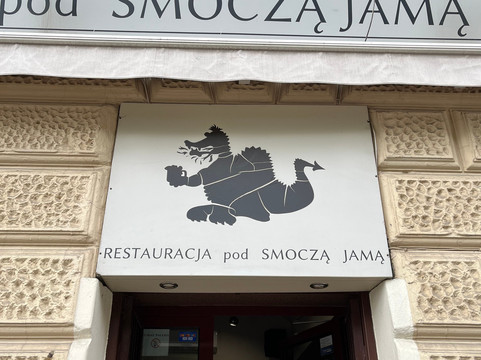 pod SMOCZĄ JAMĄ
·RESTAURACJA pod SMOCZĄ JAMĄ·